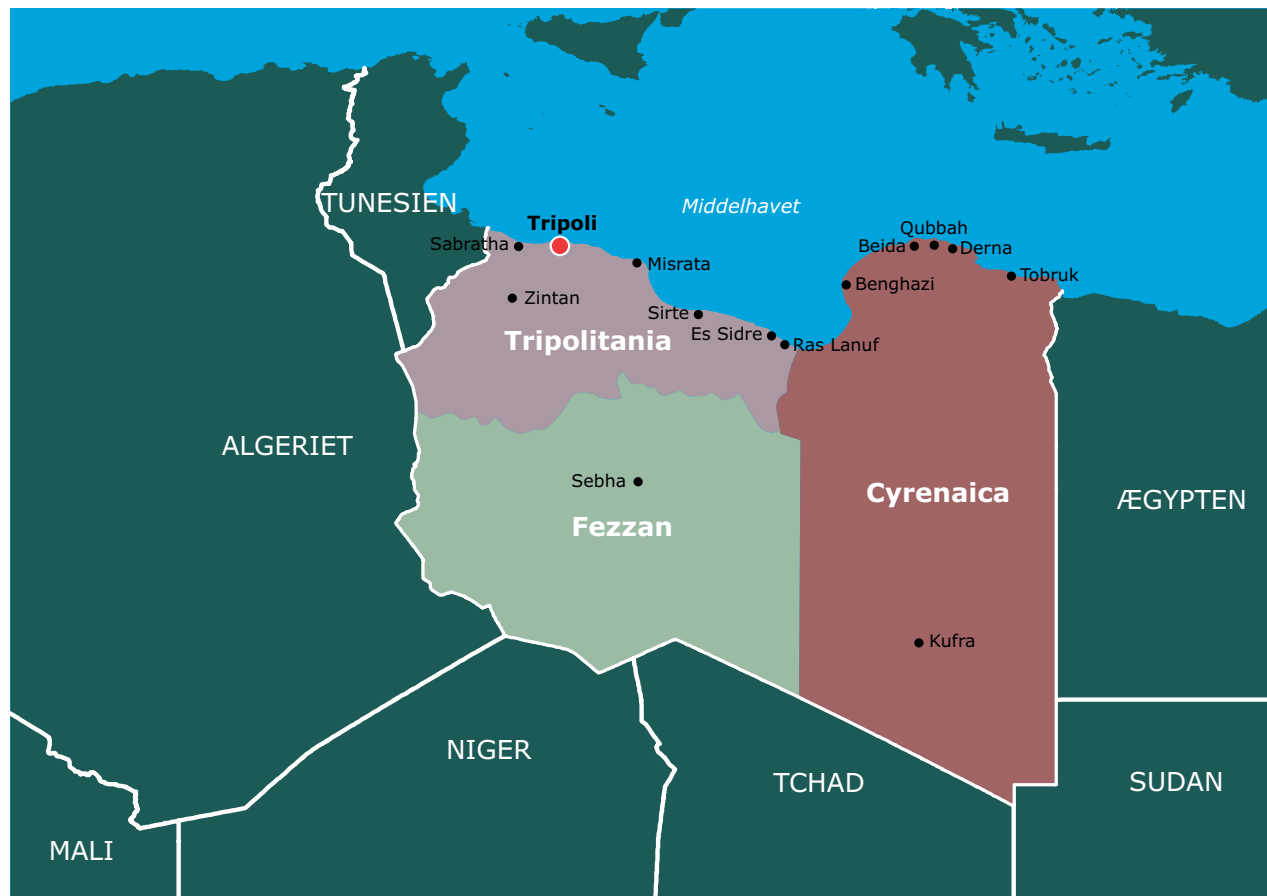 TUNESIEN
Middelhavet
Tripoli
Qubbah
Sabratha
Beida
Derna
Misrata
Tobruk
Benghazi
Zintan
Sirte
Es Sidre
Ras Lanuf
Tripolitania
ALGERIET
Sebha
Cyrenaica
ÆGYPTEN
Fezzan
Kufra
NIGER
TCHAD
SUDAN
MALI